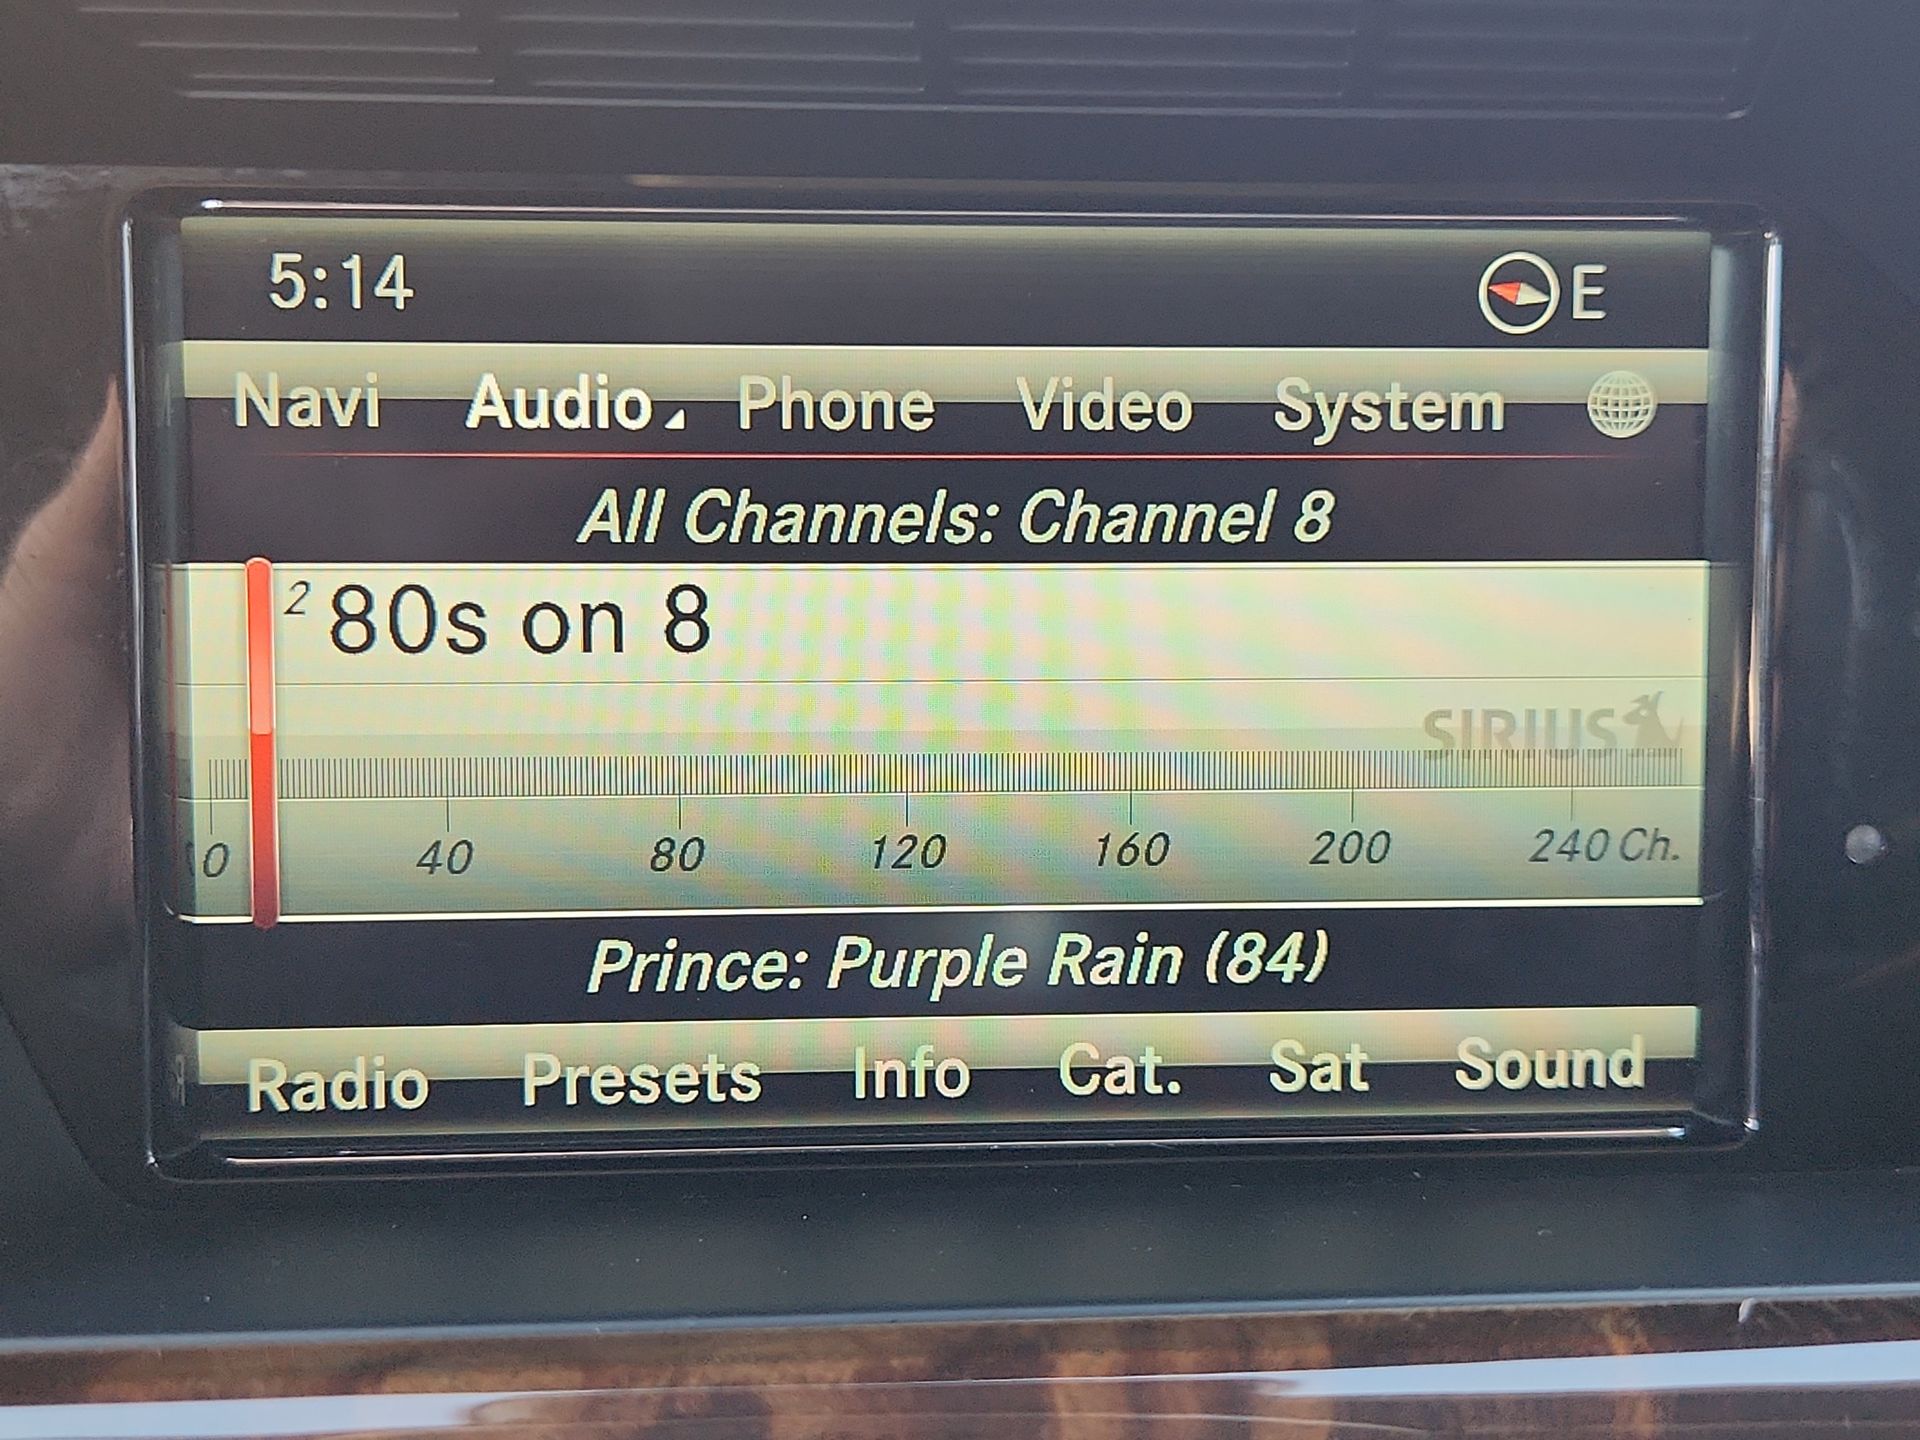 5:14 E
Navi Audio Phone Video System
All Channels: Channel 8
2 80s on 8
SIRIUS
0 40 80 120 160 200 240 Ch.
Prince: Purple Rain (84)
Radio Presets Info Cat. Sat Sound